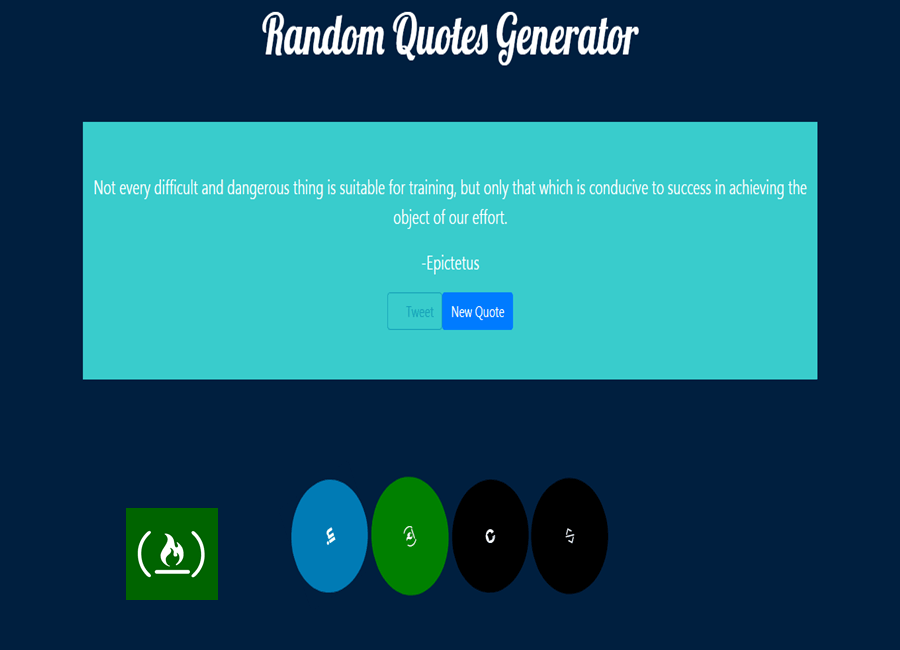 Random Quotes Generator
Not every difficult and dangerous thing is suitable for training, but only that which is conducive to success in achieving the
object of our effort.
-Epictetus
Tweet New Quote